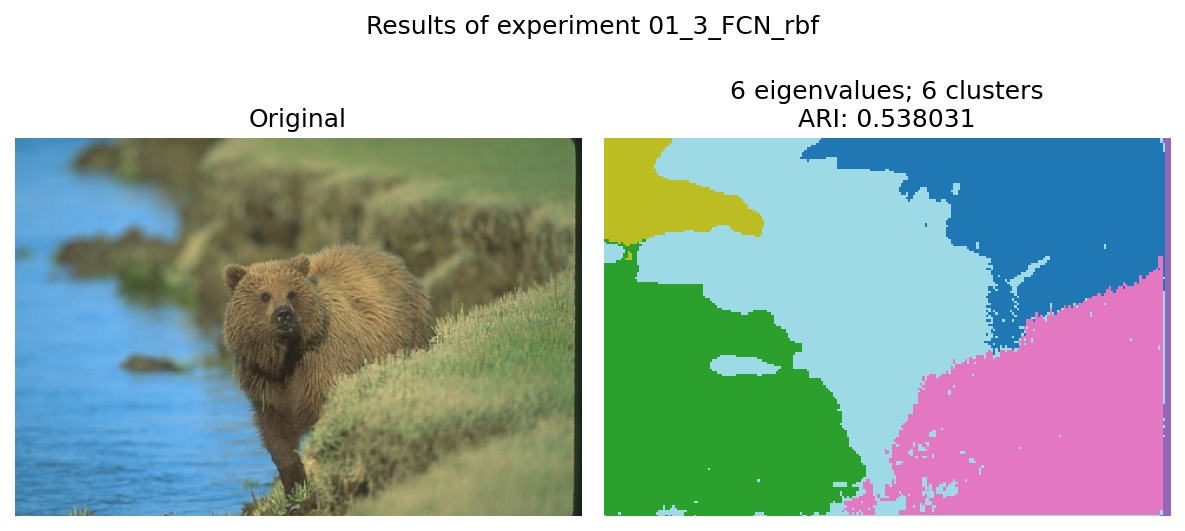 Results of experiment 01_3_FCN_rbf
Original
6 eigenvalues; 6 clusters
ARI: 0.538031